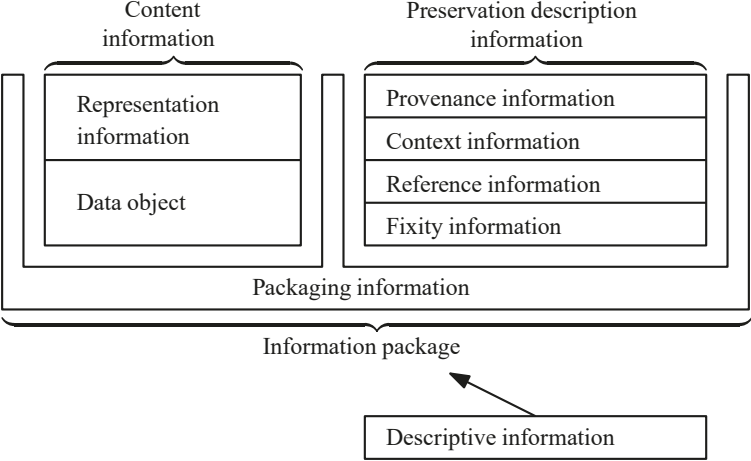 Content
information
Preservation description
information
Representation
information
Data object
Provenance information
Context information
Reference information
Fixity information
Packaging information
Information package
Descriptive information